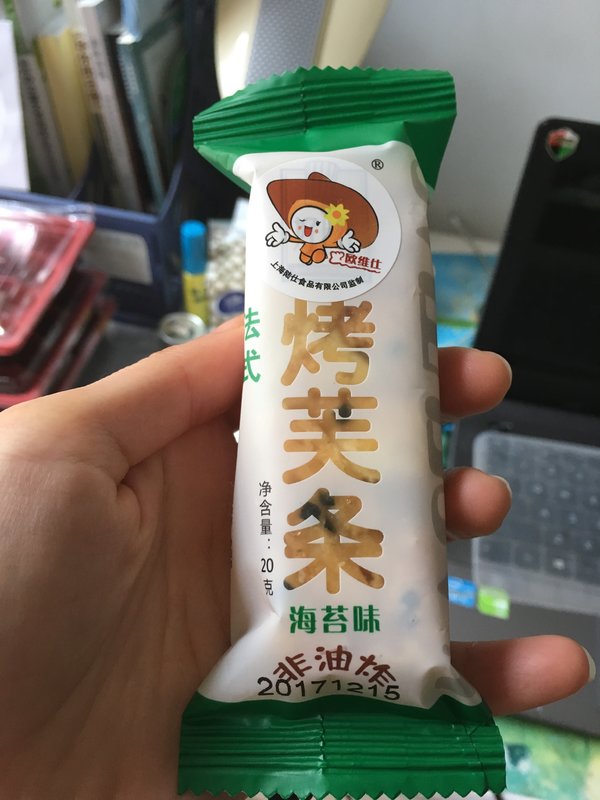 ®
欧维仕
上海陆仕食品有限公司监制
法式
烤芙条
净含量：20克
海苔味
非油炸
20171215